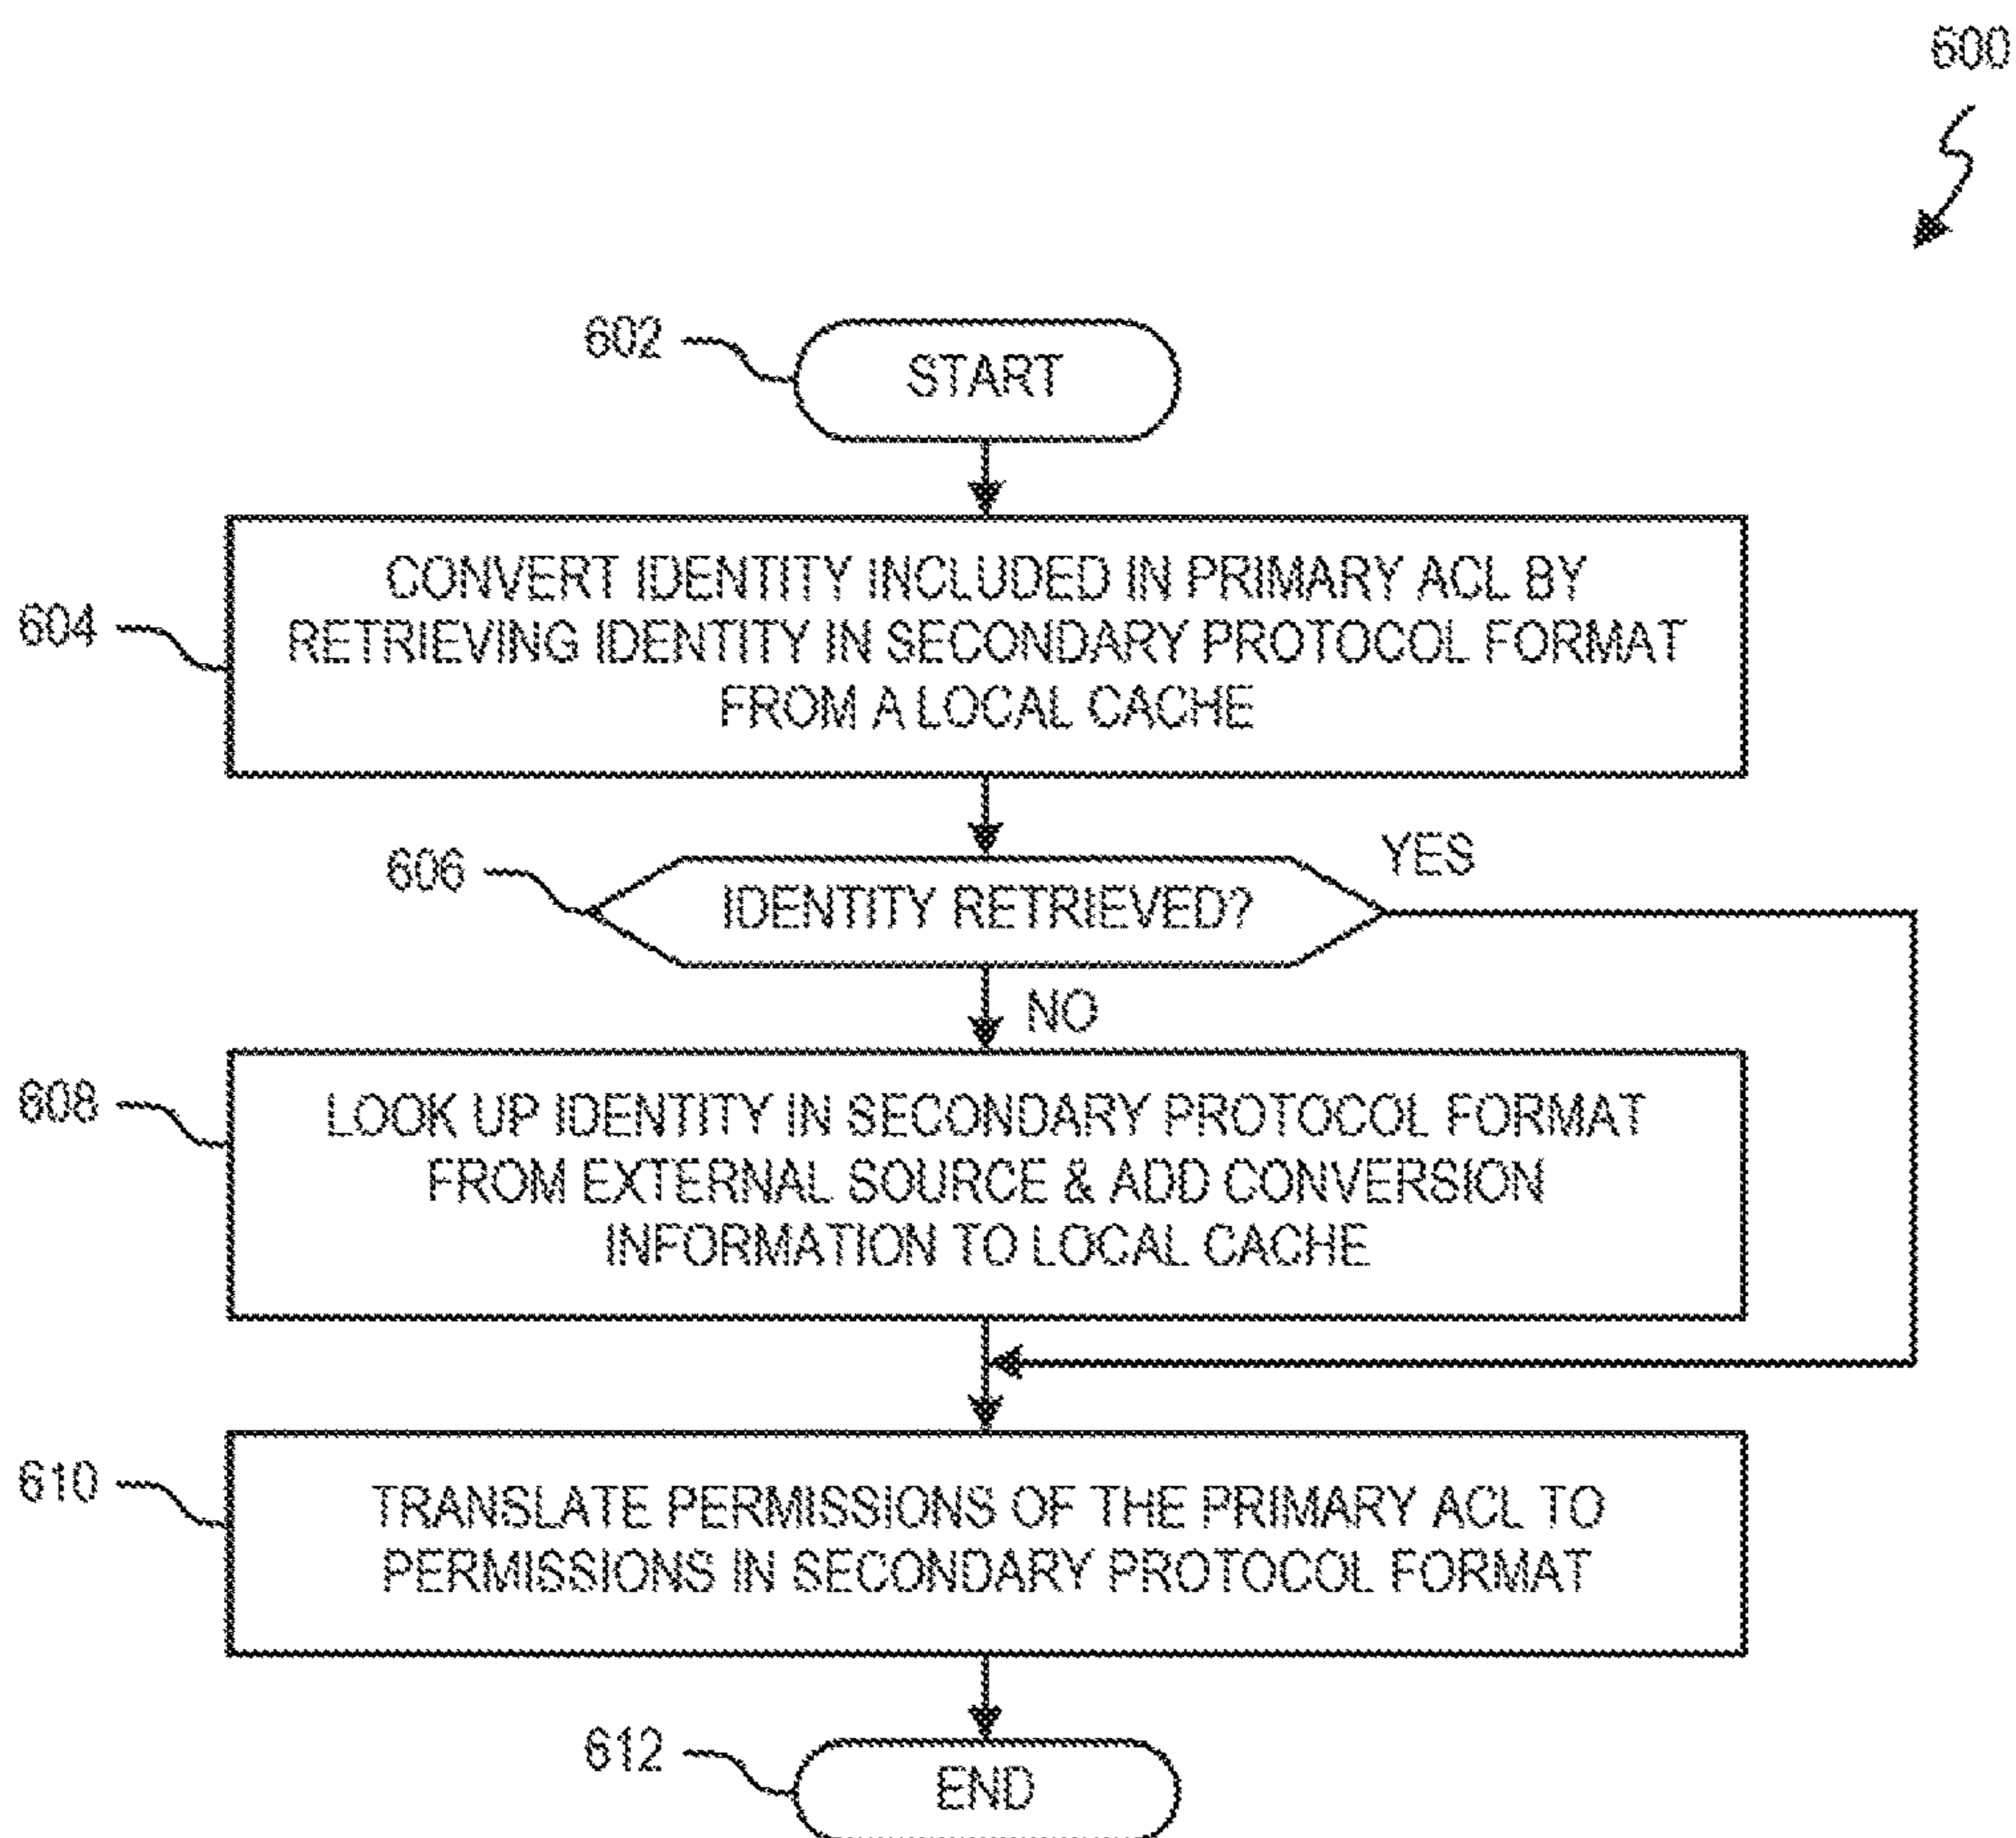 600
602
START
604
CONVERT IDENTITY INCLUDED IN PRIMARY ACL BY
RETRIEVING IDENTITY IN SECONDARY PROTOCOL FORMAT
FROM A LOCAL CACHE
606
IDENTITY RETRIEVED?
YES
NO
608
LOOK UP IDENTITY IN SECONDARY PROTOCOL FORMAT
FROM EXTERNAL SOURCE & ADD CONVERSION
INFORMATION TO LOCAL CACHE
610
TRANSLATE PERMISSIONS OF THE PRIMARY ACL TO
PERMISSIONS IN SECONDARY PROTOCOL FORMAT
612
END